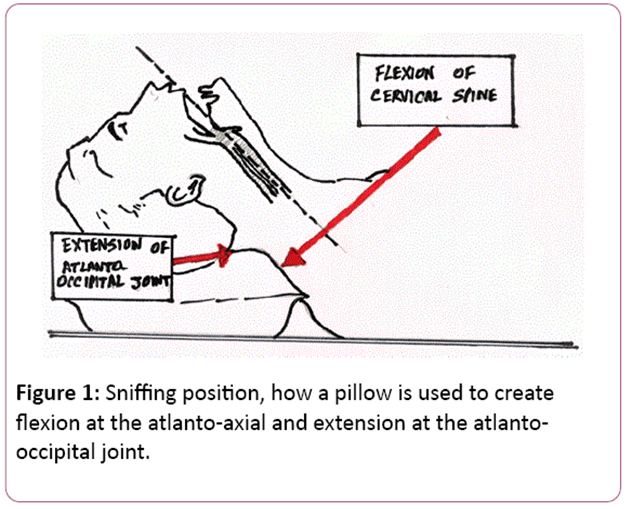 FLEXION OF
CERVICAL SPINE
EXTENSION OF
ATLANTO
OCCIPITAL JOINT
Figure 1: Sniffing position, how a pillow is used to create
flexion at the atlanto-axial and extension at the atlanto-
occipital joint.